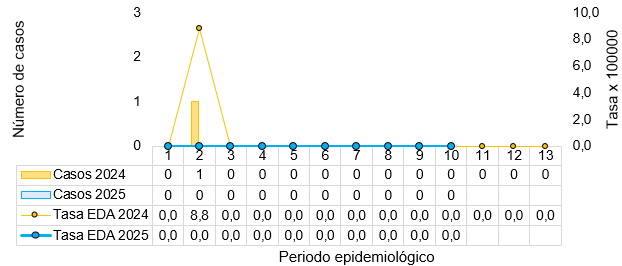 Número de casos
3
2
1
0
10,0
8,0
6,0
4,0
2,0
0,0
Tasa x 100000
1 2 3 4 5 6 7 8 9 10 11 12 13
Casos 2024 0 1 0 0 0 0 0 0 0 0 0 0 0
Casos 2025 0 0 0 0 0 0 0 0 0 0
Tasa EDA 2024 0,0 8,8 0,0 0,0 0,0 0,0 0,0 0,0 0,0 0,0 0,0 0,0 0,0
Tasa EDA 2025 0,0 0,0 0,0 0,0 0,0 0,0 0,0 0,0 0,0 0,0
Periodo epidemiológico